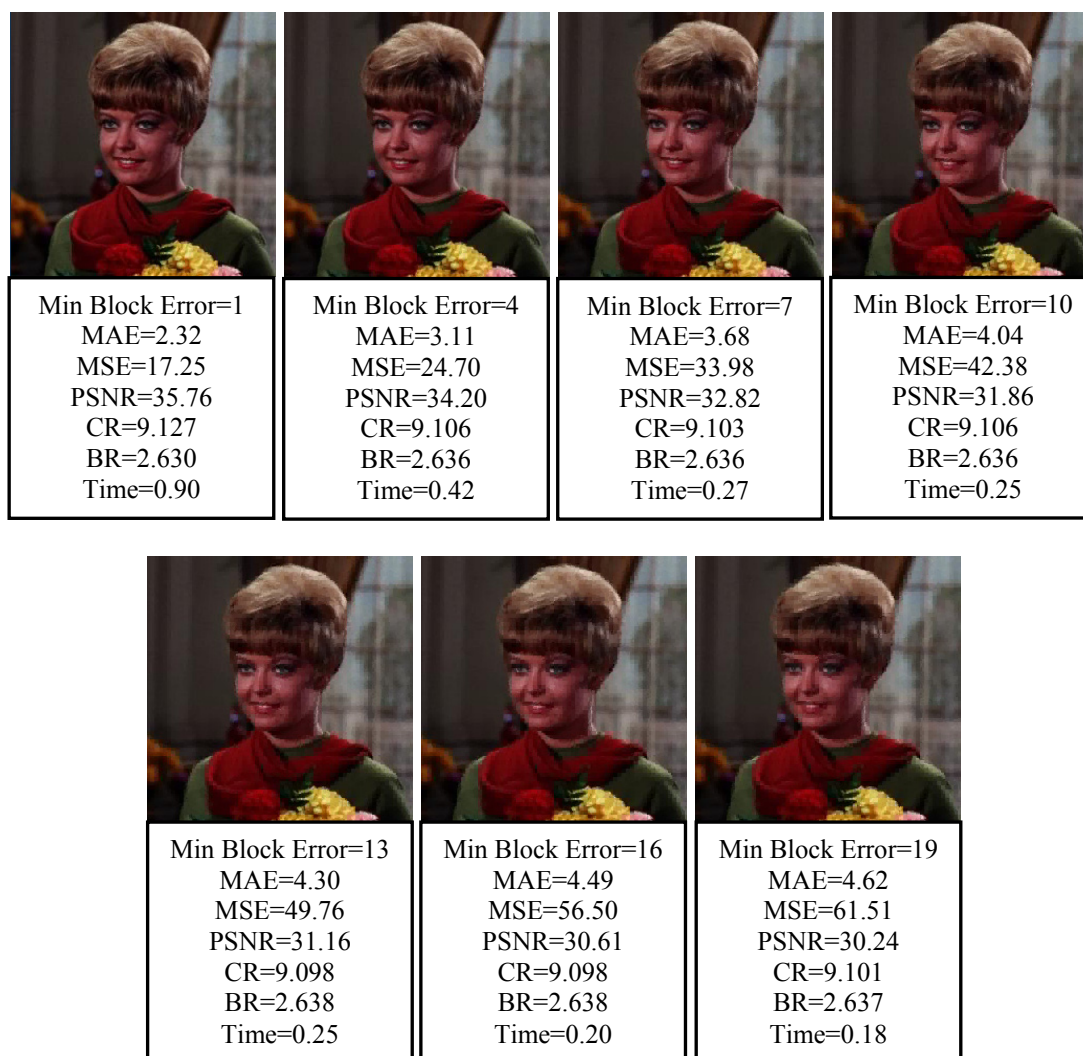 Min Block Error=1
MAE=2.32
MSE=17.25
PSNR=35.76
CR=9.127
BR=2.630
Time=0.90
Min Block Error=4
MAE=3.11
MSE=24.70
PSNR=34.20
CR=9.106
BR=2.636
Time=0.42
Min Block Error=7
MAE=3.68
MSE=33.98
PSNR=32.82
CR=9.103
BR=2.636
Time=0.27
Min Block Error=10
MAE=4.04
MSE=42.38
PSNR=31.86
CR=9.106
BR=2.636
Time=0.25
Min Block Error=13
MAE=4.30
MSE=49.76
PSNR=31.16
CR=9.098
BR=2.638
Time=0.25
Min Block Error=16
MAE=4.49
MSE=56.50
PSNR=30.61
CR=9.098
BR=2.638
Time=0.20
Min Block Error=19
MAE=4.62
MSE=61.51
PSNR=30.24
CR=9.101
BR=2.637
Time=0.18